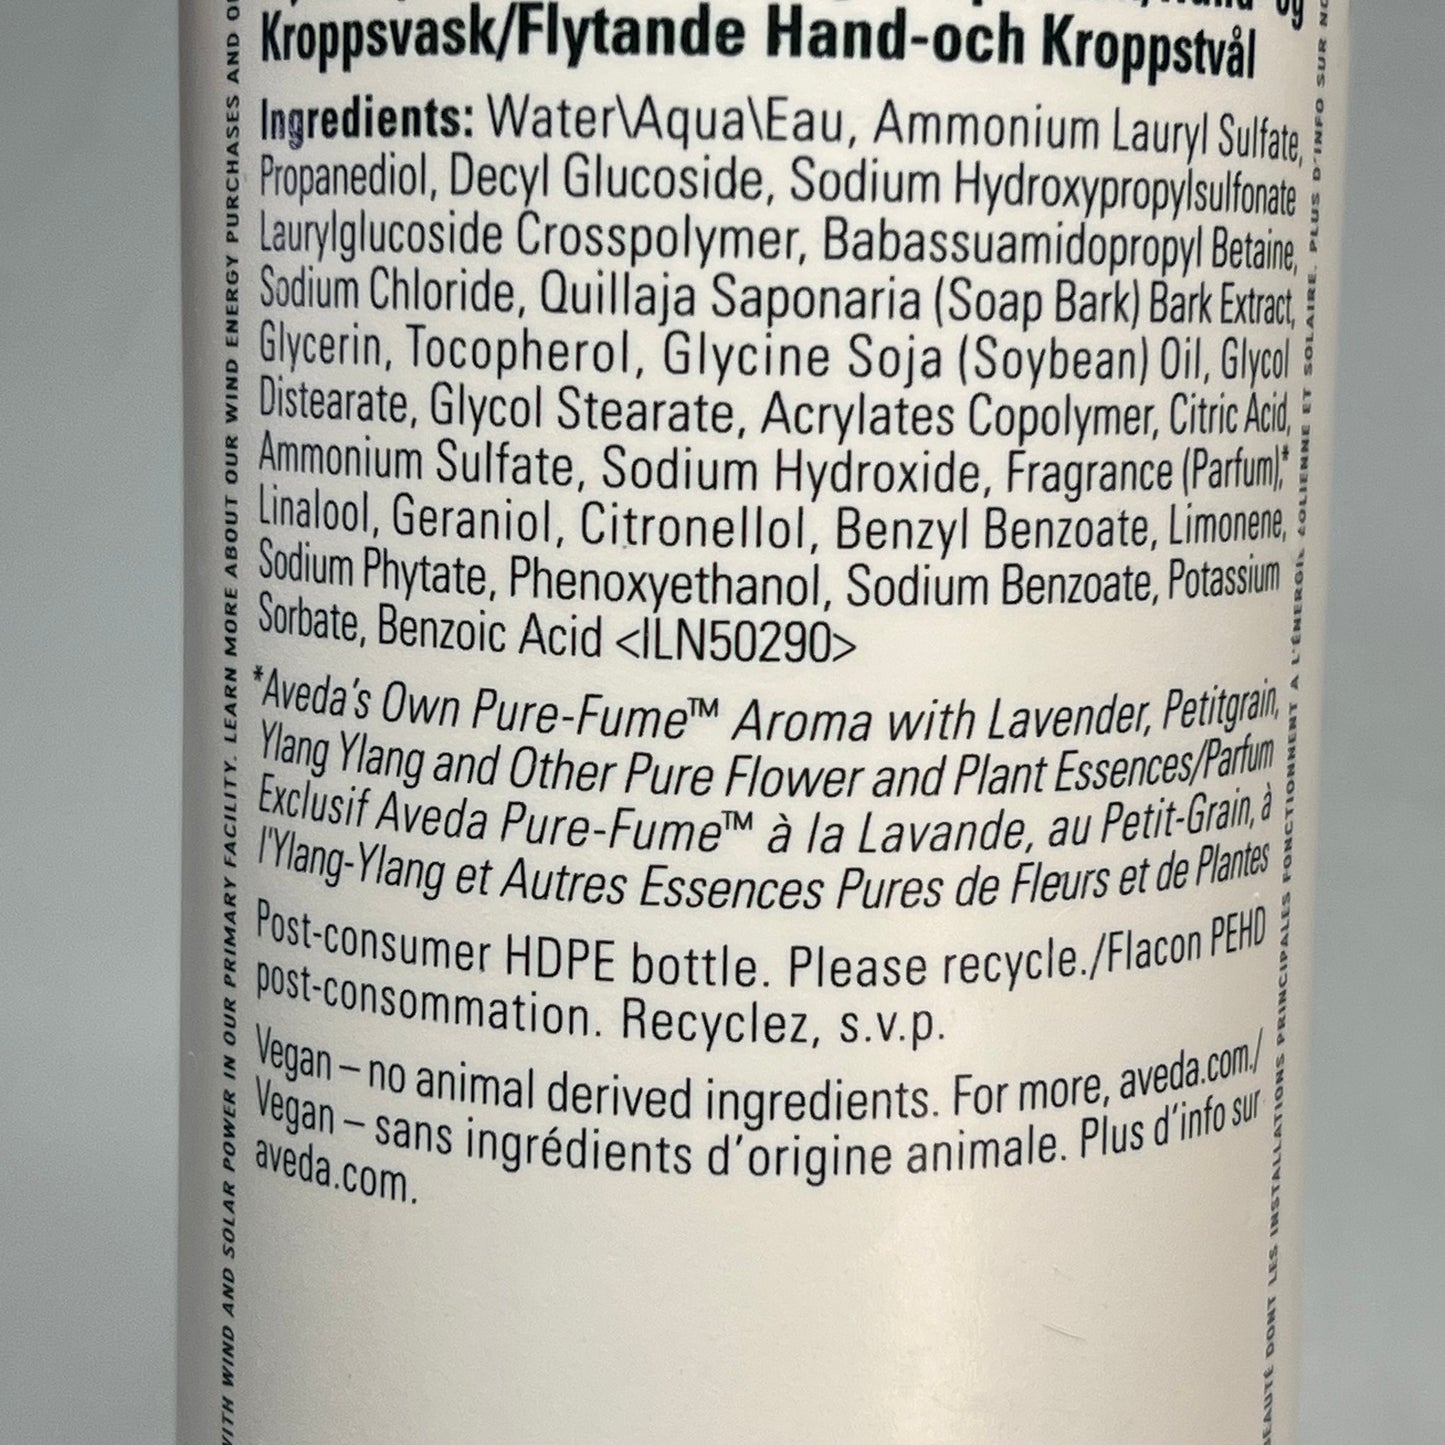 Kroppsvask/Flytande Hand-och Kroppstvål
Ingredients: Water\Aqua\Eau, Ammonium Lauryl Sulfate,
Propanediol, Decyl Glucoside, Sodium Hydroxypropylsulfonate
Laurylglucoside Crosspolymer, Babassuamidopropyl Betaine,
Sodium Chloride, Quillaja Saponaria (Soap Bark) Bark Extract,
Glycerin, Tocopherol, Glycine Soja (Soybean) Oil, Glycol
Distearate, Glycol Stearate, Acrylates Copolymer, Citric Acid,
Ammonium Sulfate, Sodium Hydroxide, Fragrance (Parfum),*
Linalool, Geraniol, Citronellol, Benzyl Benzoate, Limonene,
Sodium Phytate, Phenoxyethanol, Sodium Benzoate, Potassium
Sorbate, Benzoic Acid <ILN50290>
*Aveda's Own Pure-Fume™ Aroma with Lavender, Petitgrain,
Ylang Ylang and Other Pure Flower and Plant Essences/Parfum
Exclusif Aveda Pure-Fume™ à la Lavande, au Petit-Grain, à
l'Ylang-Ylang et Autres Essences Pures de Fleurs et de Plantes
Post-consumer HDPE bottle. Please recycle./Flacon PEHD
post-consommation. Recyclez, s.v.p.
Vegan – no animal derived ingredients. For more, aveda.com./
Vegan – sans ingrédients d'origine animale. Plus d'info sur
aveda.com.
WITH WIND AND SOLAR POWER IN OUR PRIMARY FACILITY. LEARN MORE ABOUT OUR WIND ENERGY PURCHASES AND
BEAUTÉ DONT LES INSTALLATIONS PRINCIPALES FONCTIONNENT A L'ÉNERGIE ÉOLIENNE ET SOLAIRE. PLUS D'INFO SUR